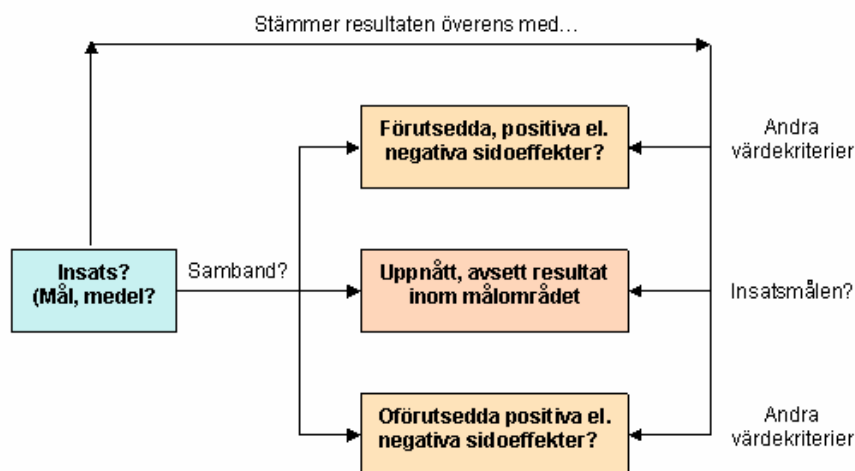 Stämmer resultaten överens med...
Förutsedda, positiva el.
negativa sidoeffekter?
Andra
värdekriterier
Insats?
(Mål, medel?
Samband?
Uppnått, avsett resultat
inom målområdet
Insatsmålen?
Oförutsedda positiva el.
negativa sidoeffekter?
Andra
värdekriterier